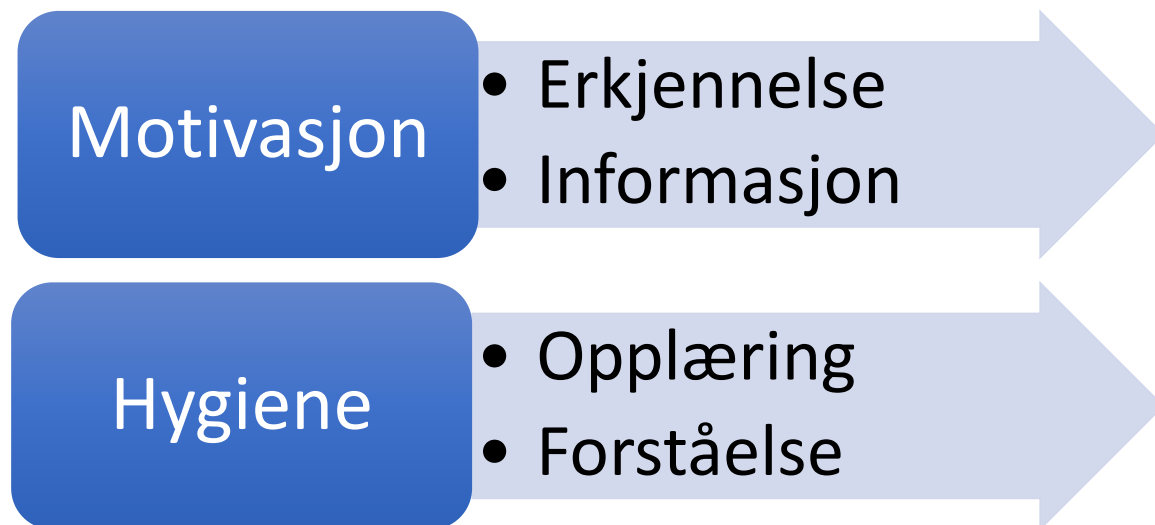 Motivasjon
• Erkjennelse
• Informasjon
Hygiene
• Opplæring
• Forståelse